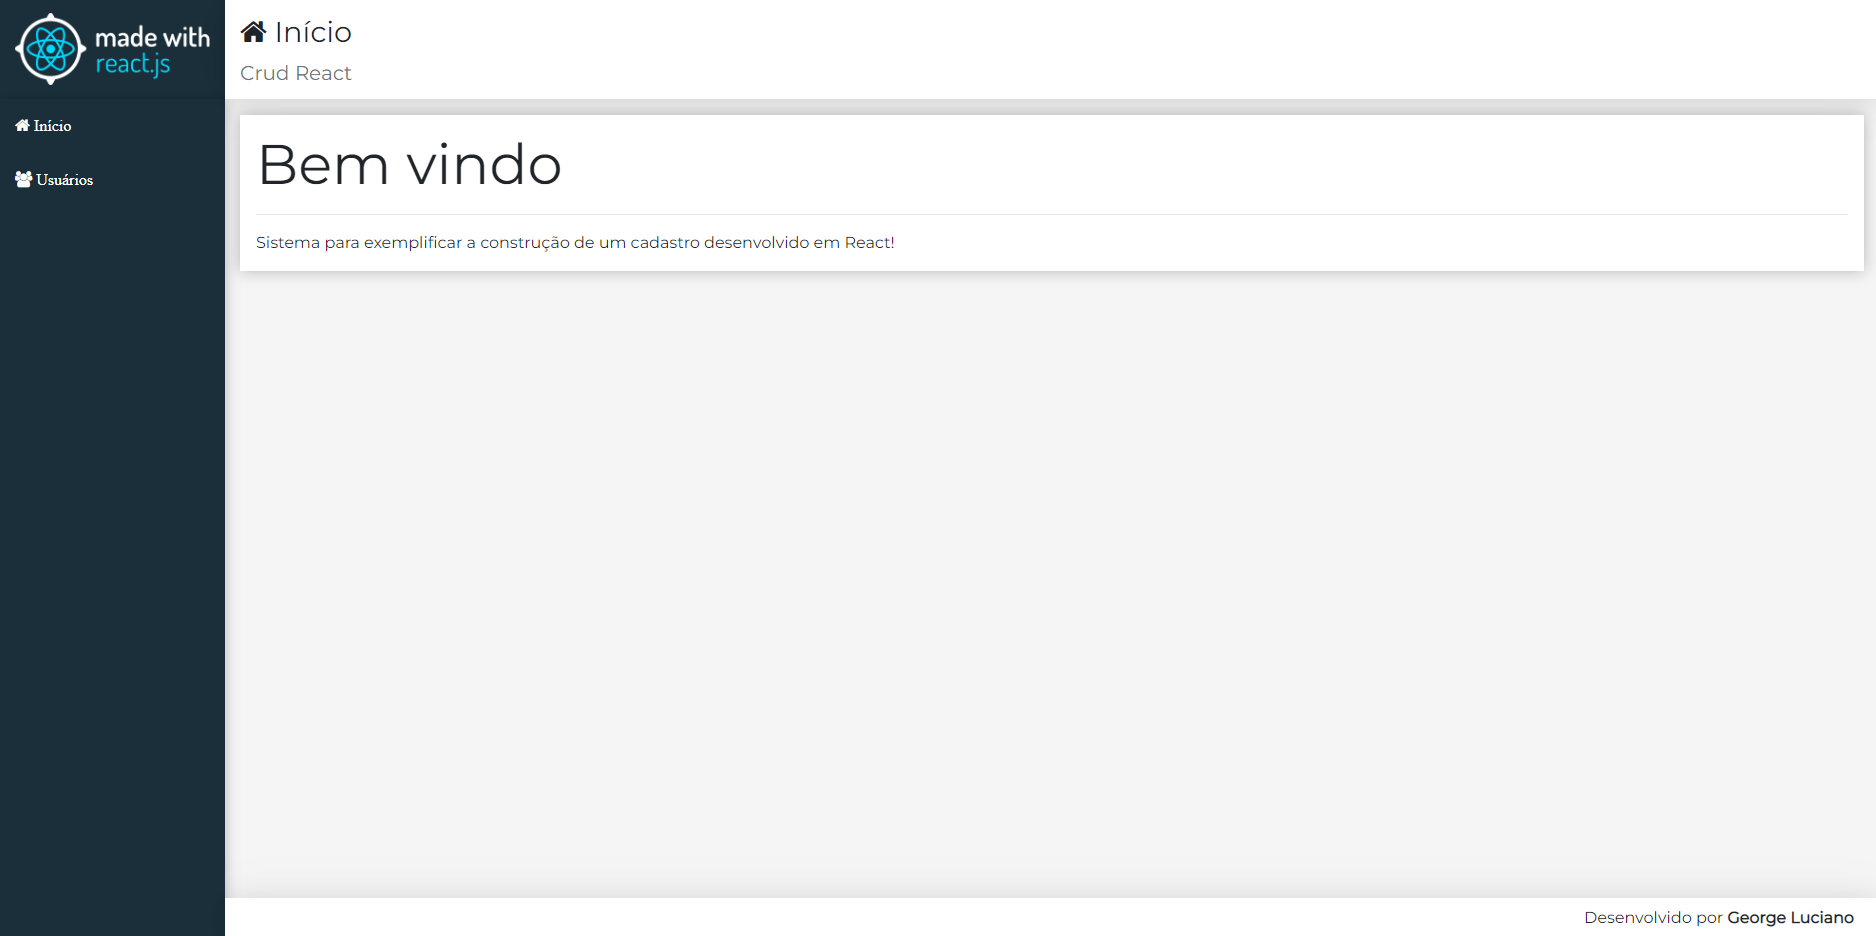 made with
react.js
Início
Usuários
Início
Crud React
Bem vindo
Sistema para exemplificar a construção de um cadastro desenvolvido em React!
Desenvolvido por George Luciano